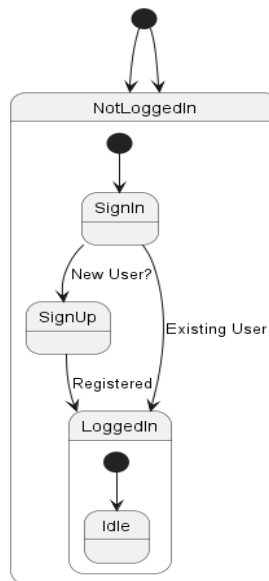 NotLoggedIn
SignIn
New User?
SignUp
Existing User
Registered
LoggedIn
Idle